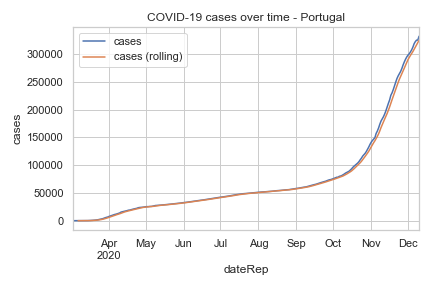 COVID-19 cases over time - Portugal
cases
cases (rolling)
300000
250000
200000
150000
100000
50000
0
cases
Apr May Jun Jul Aug Sep Oct Nov Dec
2020
dateRep